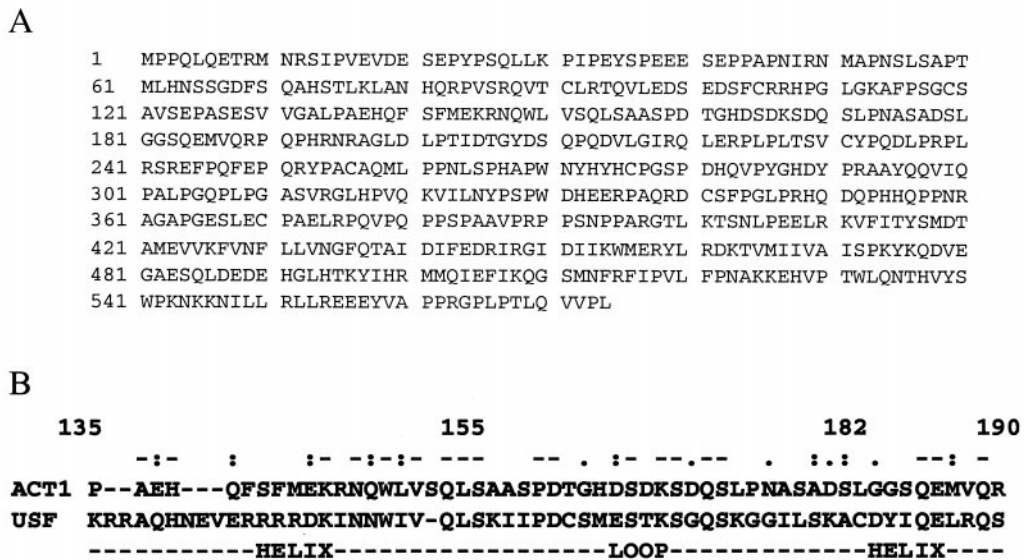 A
1 MPPQLQETRM NRSIPVEVDE SEPYPSQLLK PIPEYSPEEE SEPPAPNIRN MAPNSLSAPT
61 MLHNSSGDFS QAHSTLKLAN HQRPVSRQVT CLRTQVLEDS EDSFCRRHPG LGKAFPSGCS
121 AVSEPASESV VGALPAEHQF SFMEKRNQWL VSQLSAASPD TGHDSDKSDQ SLPNASADSL
181 GGSQEMVQRP QPHRNRAGLD LPTIDTGYDS QPQDVLGIRQ LERPLPLTSV CYPQDLPRPL
241 RSREFPQFEP QRYPACAQML PPNLSPHAPW NYHYHCPGSP DHQVPYGHDY PRAAYQQVIQ
301 PALPGQPLPG ASVRGLHPVQ KVILNYPSPW DHEERPAQRD CSFPGLPRHQ DQPHHQPPNR
361 AGAPGESLEC PAELRPQVPQ PPSPAAVPRP PSNPPARGTL KTSNLPEELR KVFITYSMDT
421 AMEVVKFVNF LLVNGFQTAI DIFEDRIRGI DIIKWMERYL RDKTVMIIVA ISPKYKQDVE
481 GAESQLDEDE HGLHTKYIHR MMQIEFIKQG SMNFRFIPVL FPNAKKEHVP TWLQNTHVYS
541 WPKNKKNILL RLLREEEYVA PPRGPLPTLQ VVPL
B
135 155 182 190
-: : :- -:-: -- -- -- . -: -. -- . :.: . - :- -
ACT1 P--AEH---QFSFMEKRNQWLVSQLSAASPDTGHDSDKSDQSLPNASADSLGGSQEMVQR
USF KRRAQHNEVERRRRDKINNWIV-QLSKIIPDCSMESTKSGQSKGGILSKACDYIQELRQS
-----------HELIX------------------LOOP-------------HELIX----